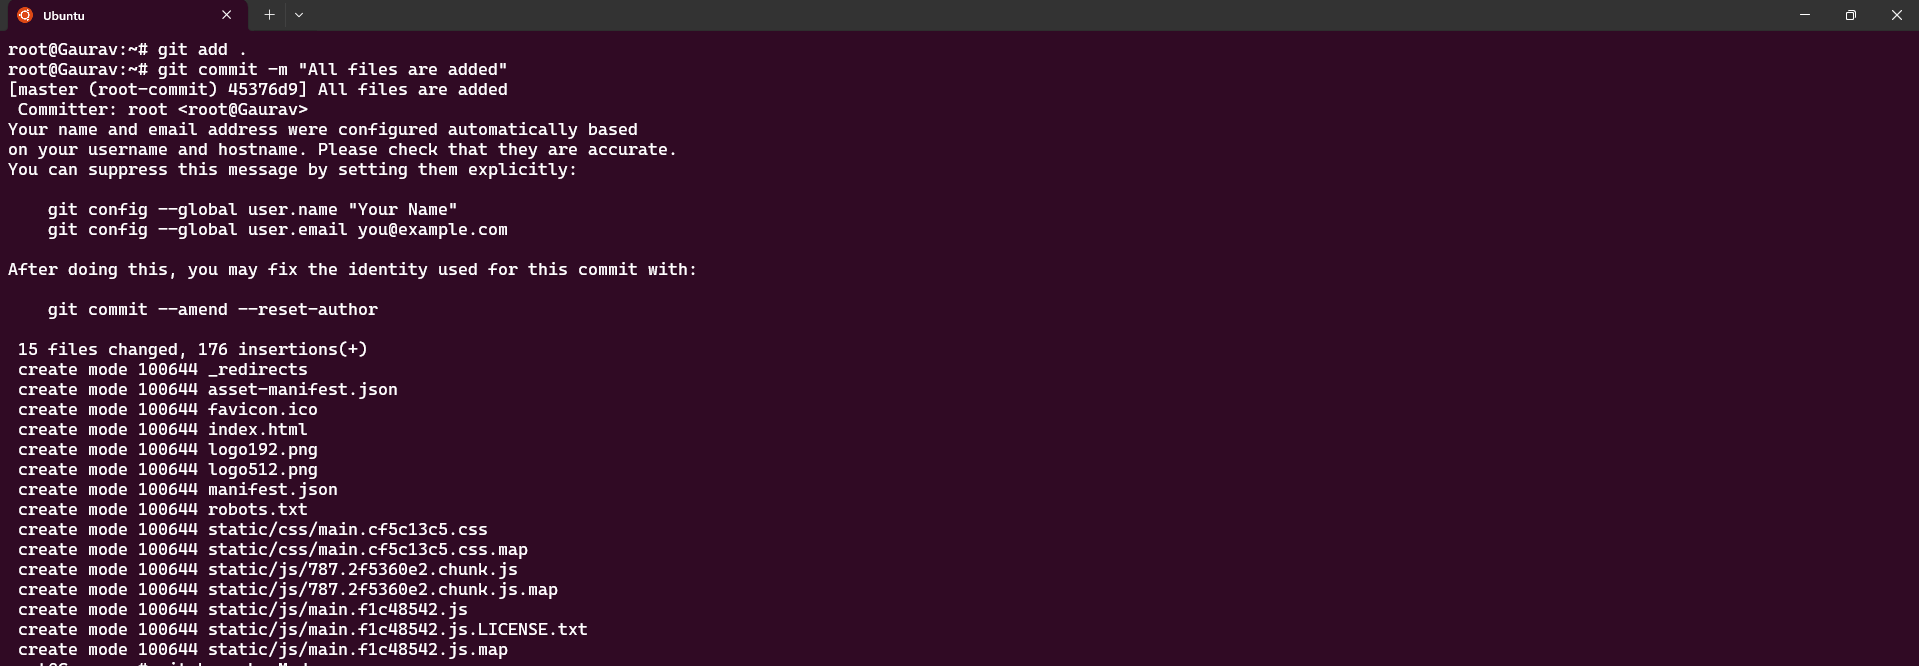 Ubuntu
root@Gaurav:~# git add .
root@Gaurav:~# git commit -m "All files are added"
[master (root-commit) 45376d9] All files are added
 Committer: root <root@Gaurav>
Your name and email address were configured automatically based
on your username and hostname. Please check that they are accurate.
You can suppress this message by setting them explicitly:
    git config --global user.name "Your Name"
    git config --global user.email you@example.com
After doing this, you may fix the identity used for this commit with:
    git commit --amend --reset-author
 15 files changed, 176 insertions(+)
 create mode 100644 _redirects
 create mode 100644 asset-manifest.json
 create mode 100644 favicon.ico
 create mode 100644 index.html
 create mode 100644 logo192.png
 create mode 100644 logo512.png
 create mode 100644 manifest.json
 create mode 100644 robots.txt
 create mode 100644 static/css/main.cf5c13c5.css
 create mode 100644 static/css/main.cf5c13c5.css.map
 create mode 100644 static/js/787.2f5360e2.chunk.js
 create mode 100644 static/js/787.2f5360e2.chunk.js.map
 create mode 100644 static/js/main.f1c48542.js
 create mode 100644 static/js/main.f1c48542.js.LICENSE.txt
 create mode 100644 static/js/main.f1c48542.js.map